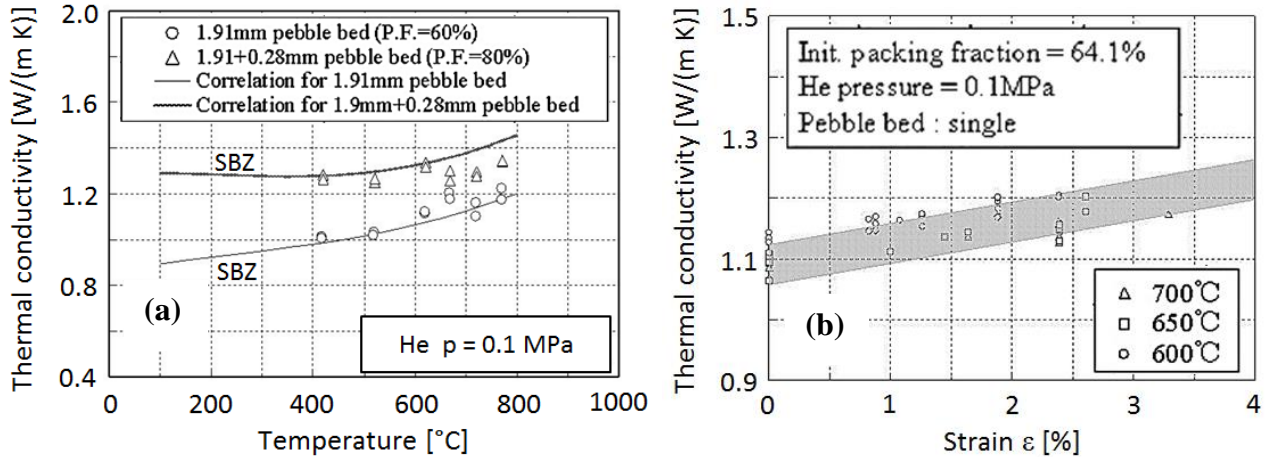 2.0
1.6
1.4
1.2
1.0
0.8
0.4
Thermal conductivity [W/(m K)]
1.91mm pebble bed (P.F.=60%)
1.91+0.28mm pebble bed (P.F.=80%)
Correlation for 1.91mm pebble bed
Correlation for 1.9mm+0.28mm pebble bed
SBZ
SBZ
(a)
He p = 0.1 MPa
0 200 400 600 800 1000
Temperature [°C]
1.5
1.3
1.1
0.9
Thermal conductivity [W/(m K)]
Init. packing fraction = 64.1%
He pressure = 0.1MPa
Pebble bed : single
(b)
700℃
650℃
600℃
0 1 2 3 4
Strain ε [%]